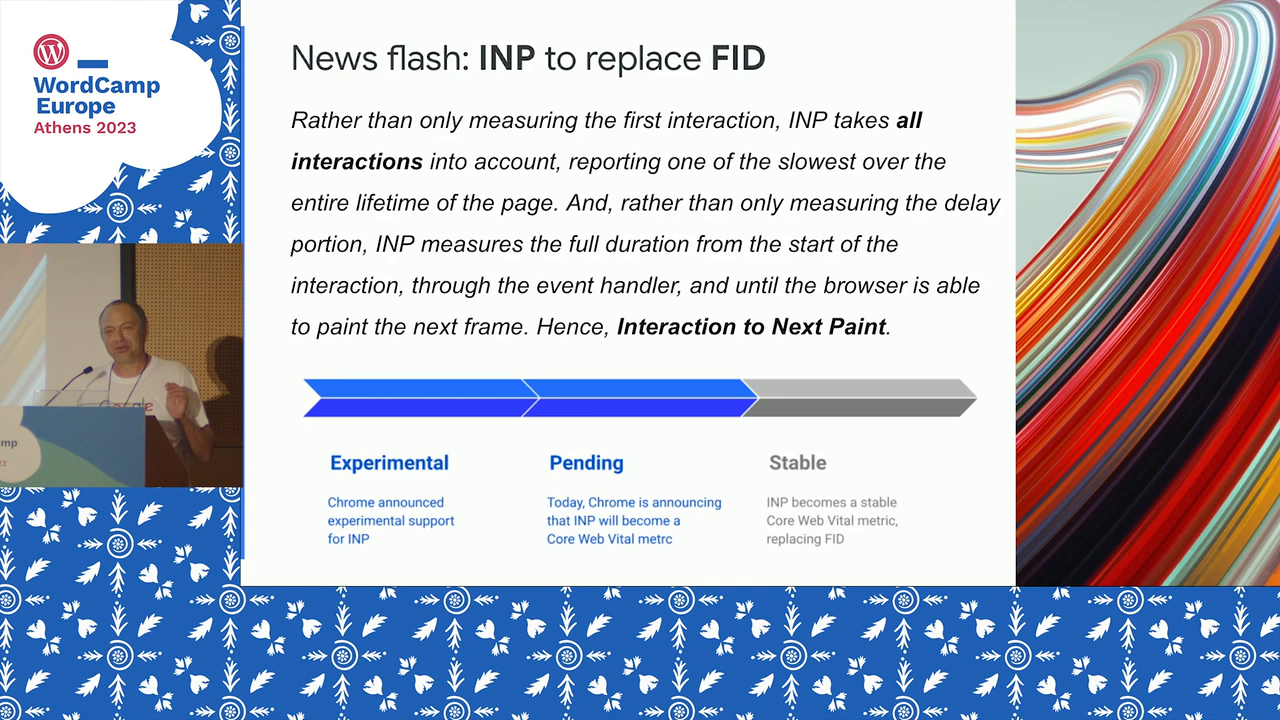 WordCamp
Europe
Athens 2023
News flash: INP to replace FID
Rather than only measuring the first interaction, INP takes all
interactions into account, reporting one of the slowest over the
entire lifetime of the page. And, rather than only measuring the delay
portion, INP measures the full duration from the start of the
interaction, through the event handler, and until the browser is able
to paint the next frame. Hence, Interaction to Next Paint.
Experimental
Chrome announced
experimental support
for INP
Pending
Today, Chrome is announcing
that INP will become a
Core Web Vital metrc
Stable
INP becomes a stable
Core Web Vital metric,
replacing FID
Google